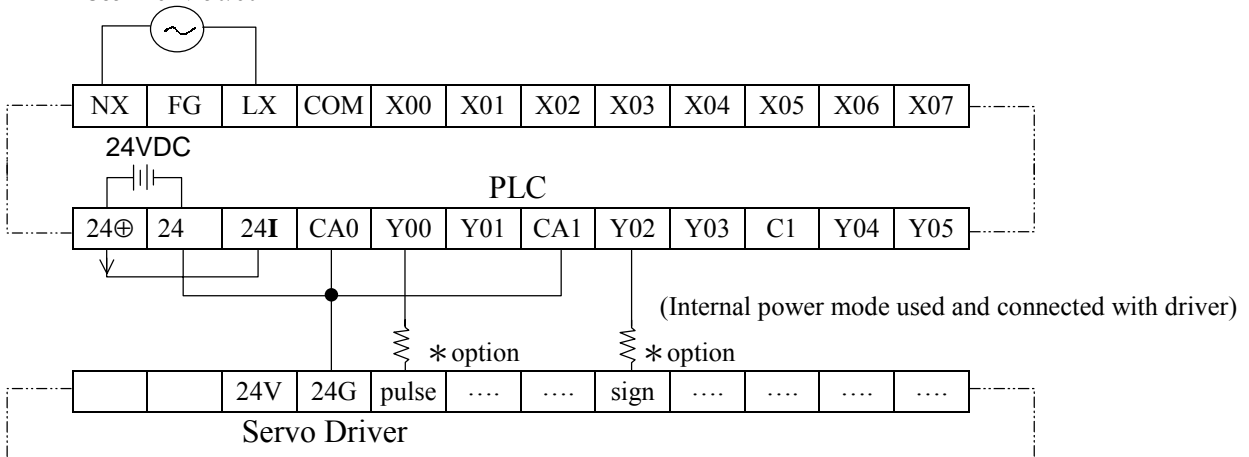 NX FG LX COM X00 X01 X02 X03 X04 X05 X06 X07
24VDC
PLC
24⊕ 24 24I CA0 Y00 Y01 CA1 Y02 Y03 C1 Y04 Y05
(Internal power mode used and connected with driver)
*option *option
24V 24G pulse .... .... sign .... .... .... ....
Servo Driver